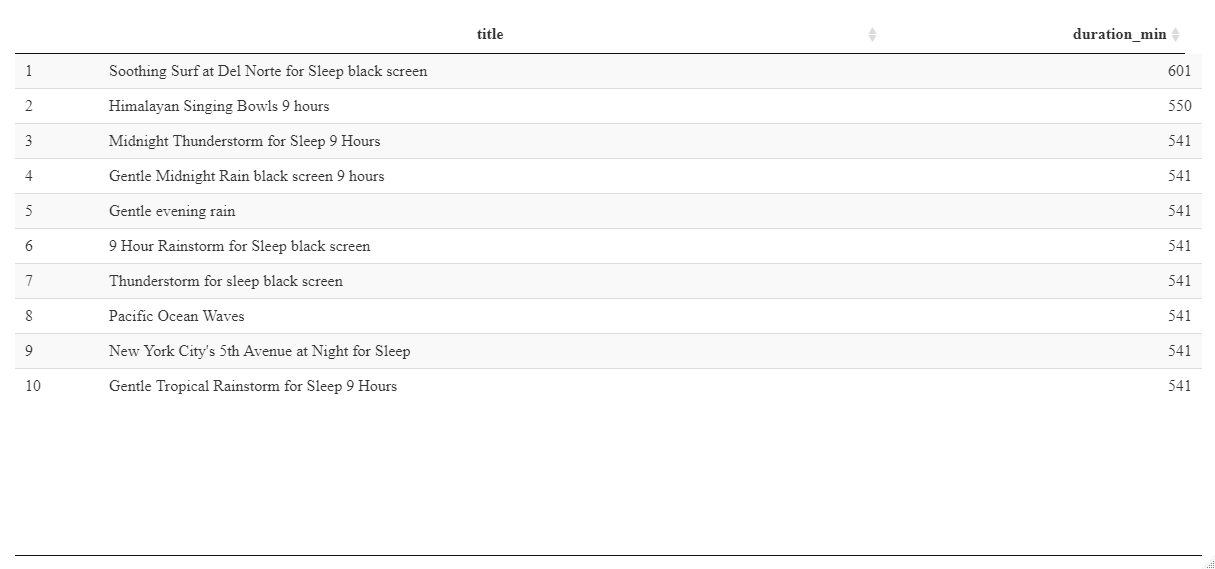 title duration_min
1 Soothing Surf at Del Norte for Sleep black screen 601
2 Himalayan Singing Bowls 9 hours 550
3 Midnight Thunderstorm for Sleep 9 Hours 541
4 Gentle Midnight Rain black screen 9 hours 541
5 Gentle evening rain 541
6 9 Hour Rainstorm for Sleep black screen 541
7 Thunderstorm for sleep black screen 541
8 Pacific Ocean Waves 541
9 New York City's 5th Avenue at Night for Sleep 541
10 Gentle Tropical Rainstorm for Sleep 9 Hours 541